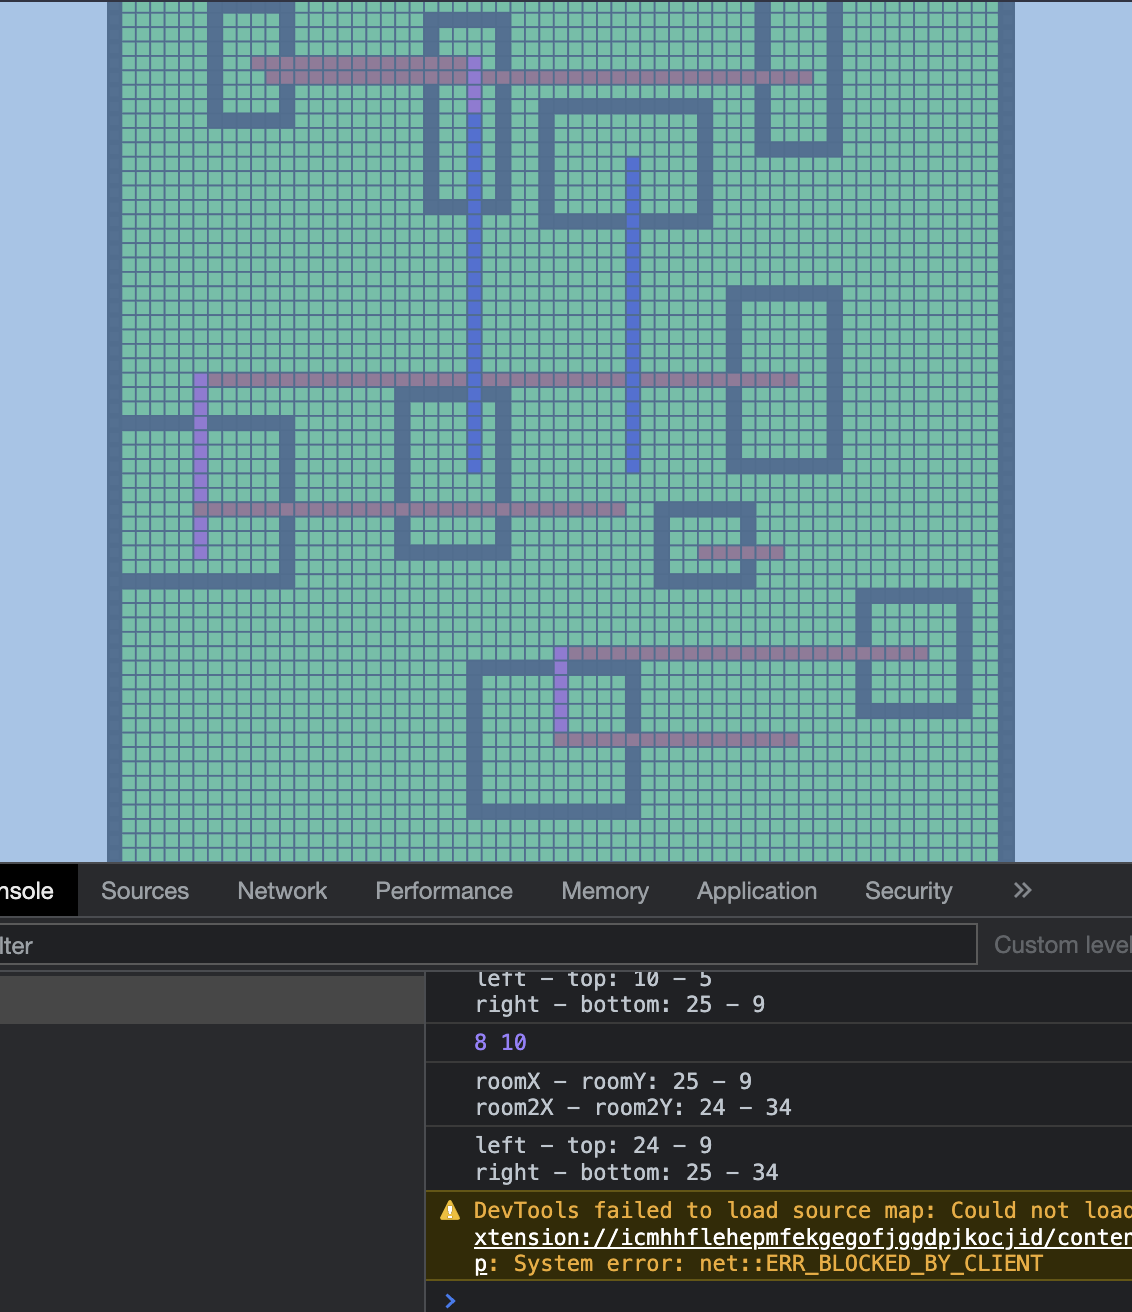 nsole Sources Network Performance Memory Application Security »
lter Custom level
left – top: 10 – 5
right – bottom: 25 – 9
8 10
roomX – roomY: 25 – 9
room2X – room2Y: 24 – 34
left – top: 24 – 9
right – bottom: 25 – 34
DevTools failed to load source map: Could not load
xtension://icmhhflehepmfekgegofjggdpjkocjid/conten
p: System error: net::ERR_BLOCKED_BY_CLIENT
>